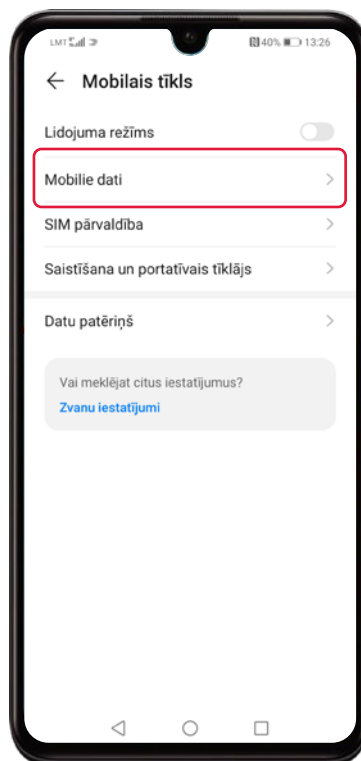 LMT 40% 13:26
Mobilais tīkls
Lidojuma režīms
Mobilie dati
SIM pārvaldība
Saistīšana un portatīvais tīklājs
Datu patēriņš
Vai meklējat citus iestatījumus?
Zvanu iestatījumi